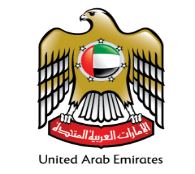 الإمارات العربية المتحدة
United Arab Emirates